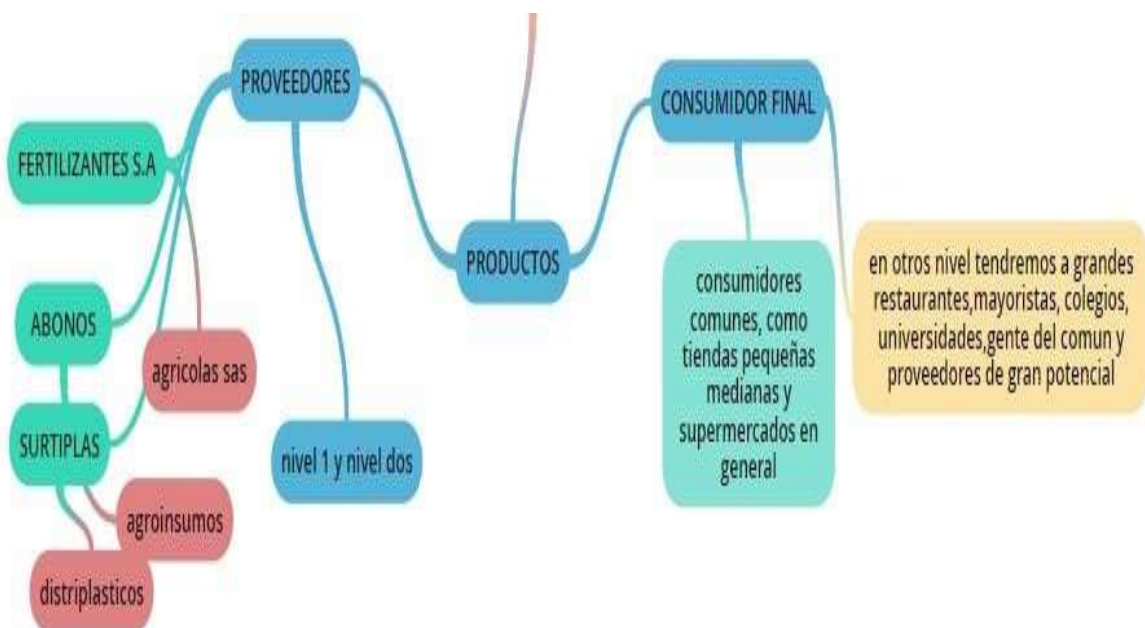 PROVEEDORES
CONSUMIDOR FINAL
FERTILIZANTES S.A
PRODUCTOS
ABONOS
agricolas sas
SURTIPLAS
nivel 1 y nivel dos
agroinsumos
distriplasticos
consumidores
comunes, como
tiendas pequeñas
medianas y
supermercados en
general
en otros nivel tendremos a grandes
restaurantes,mayoristas, colegios,
universidades,gente del comun y
proveedores de gran potencial